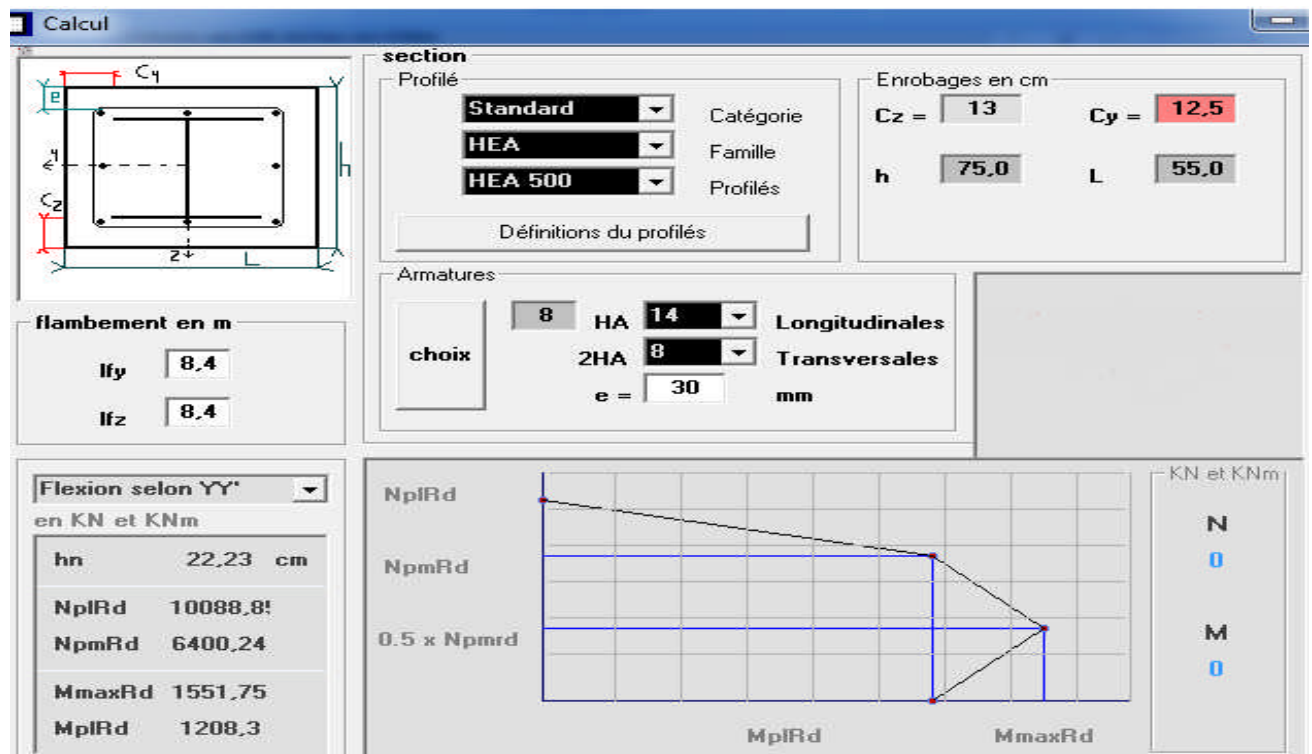 Calcul
Cy
e
y
h
Cz
z
L
section
Profilé
Standard Catégorie
HEA Famille
HEA 500 Profilés
Définitions du profilés
Enrobages en cm
Cz = 13 Cy = 12,5
h 75,0 L 55,0
Armatures
choix
8 HA 14 Longitudinales
2HA 8 Transversales
e = 30 mm
flambement en m
lfy 8,4
lfz 8,4
Flexion selon YY'
en KN et KNm
hn 22,23 cm
NplRd
NpmRd 6400,24
MmaxRd 1551,75
MplRd 1208,3
NplRd
NpmRd
0.5 x Npmrd
MplRd MmaxRd
KN et KNm
N
0
M
0